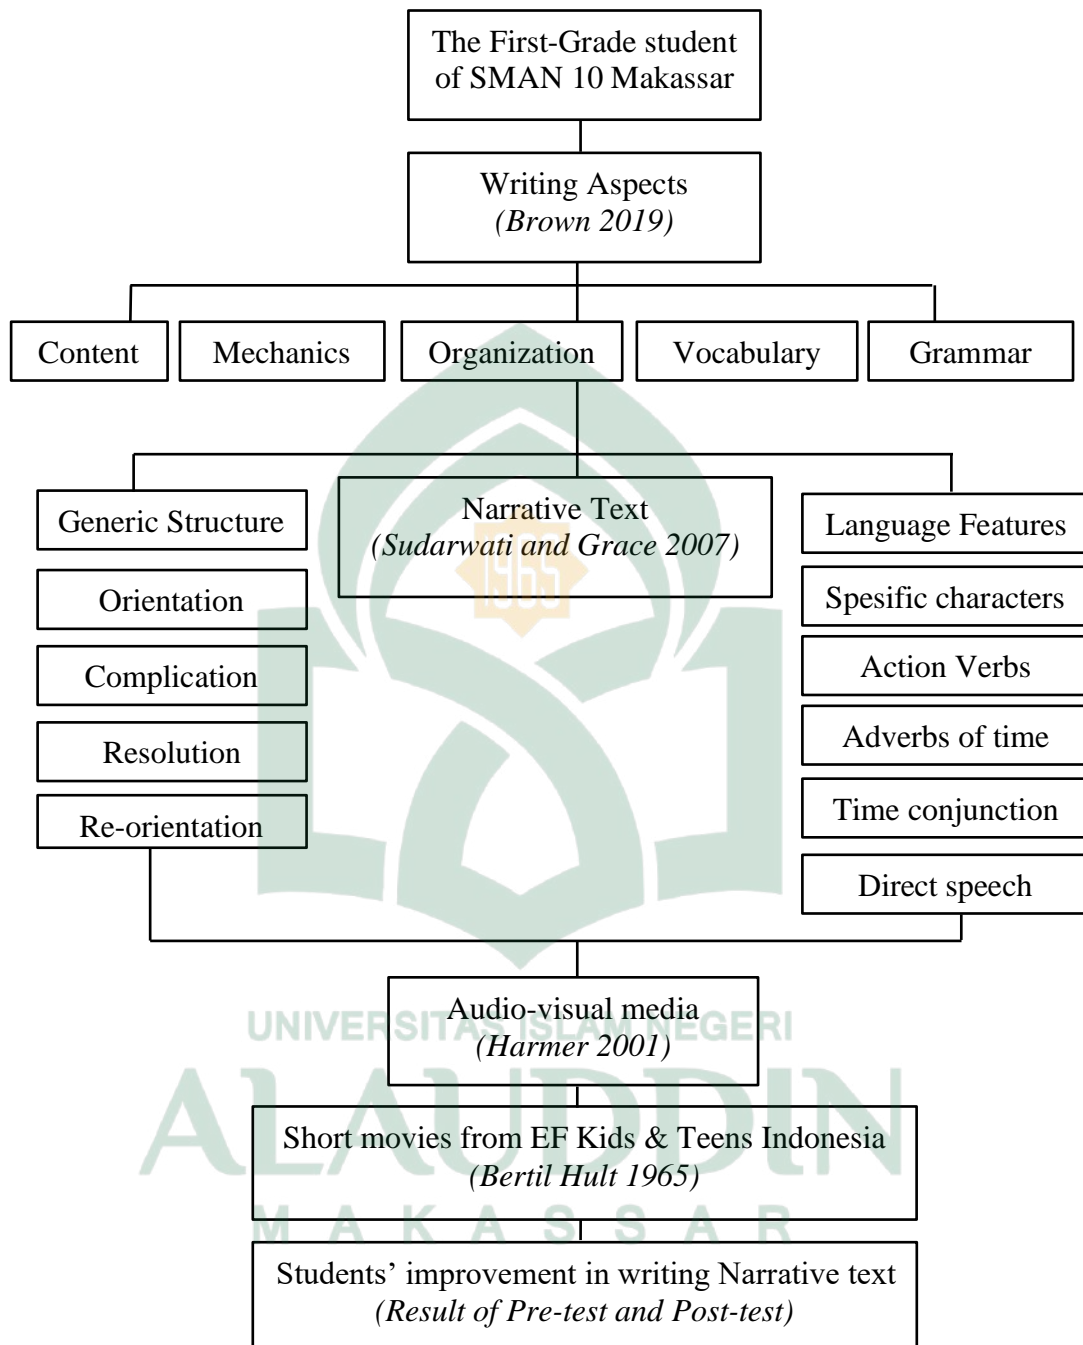 The First-Grade student
of SMAN 10 Makassar
Writing Aspects
(Brown 2019)
Content
Mechanics
Organization
Vocabulary
Grammar
Generic Structure
Orientation
Complication
Resolution
Re-orientation
Narrative Text
(Sudarwati and Grace 2007)
1965
Language Features
Spesific characters
Action Verbs
Adverbs of time
Time conjunction
Direct speech
Audio-visual media
(Harmer 2001)
UNIVERSITAS ISLAM NEGERI
ALAUDDIN
MAKASSAR
Short movies from EF Kids & Teens Indonesia
(Bertil Hult 1965)
Students’ improvement in writing Narrative text
(Result of Pre-test and Post-test)